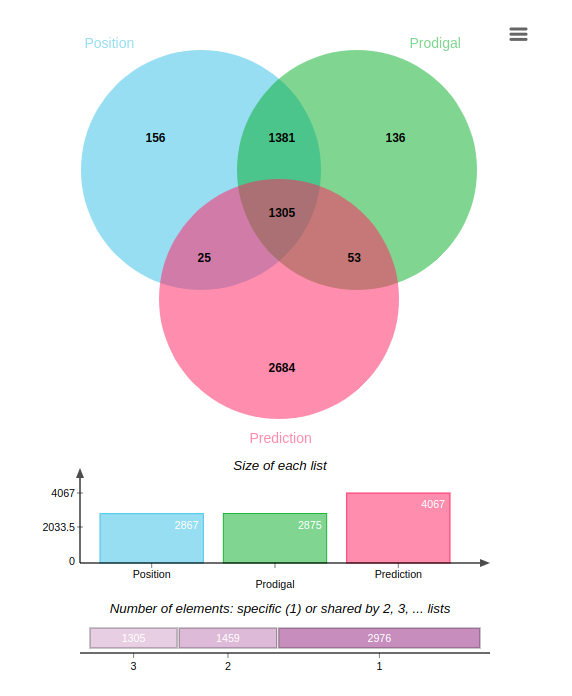 Position
Prodigal
156
1381
136
1305
25
53
2684
Prediction
Size of each list
4067
2033.5
0
2867
2875
4067
Position
Prodigal
Prediction
Number of elements: specific (1) or shared by 2, 3, ... lists
1305
1459
2976
3
2
1